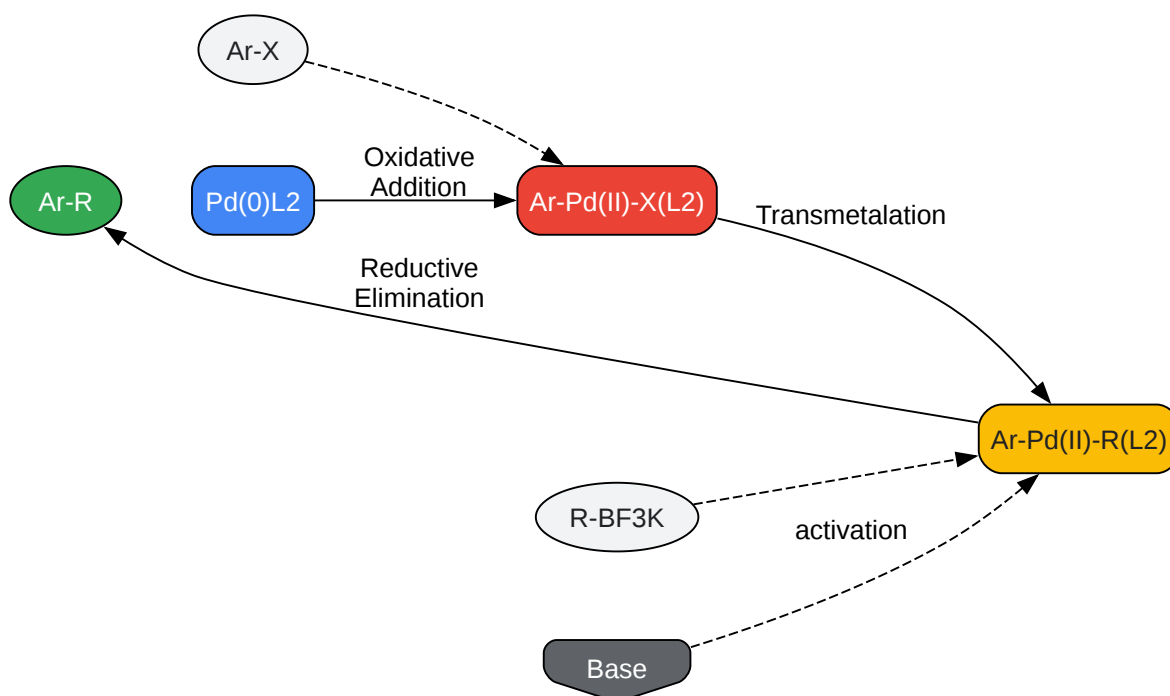 Ar-X
Oxidative
Addition
Ar-R
Pd(0)L2
Ar-Pd(II)-X(L2)
Transmetalation
Reductive
Elimination
Ar-Pd(II)-R(L2)
R-BF3K
activation
Base